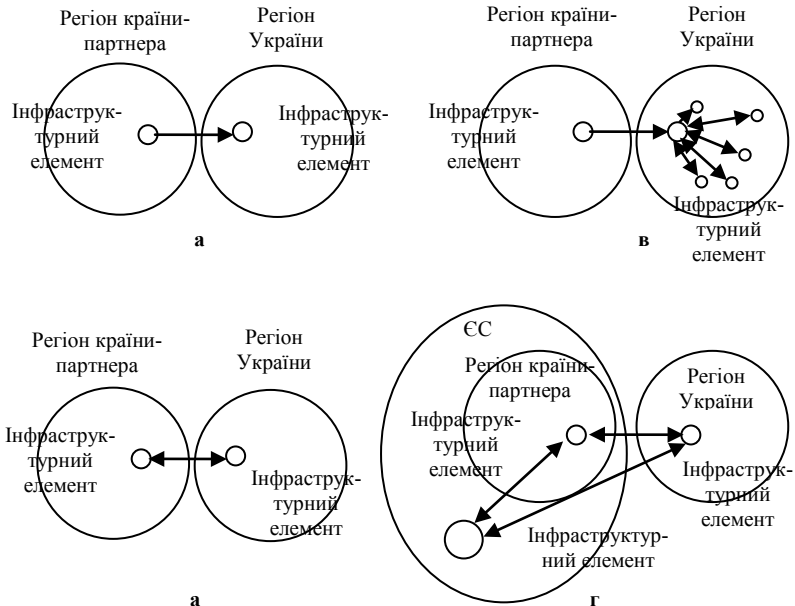 Регіон країни-
партнера
Регіон
України
Інфраструк-
турний
елемент
Інфраструк-
турний
елемент
а
Регіон країни-
партнера
Регіон
України
Інфраструк-
турний
елемент
Інфраструк-
турний
елемент
в
Регіон країни-
партнера
Регіон
України
Інфраструк-
турний
елемент
Інфраструк-
турний
елемент
а
ЄС
Регіон країни-
партнера
Регіон
України
Інфраструк-
турний
елемент
Інфраструк-
турний
елемент
Інфраструктур-
ний елемент
г